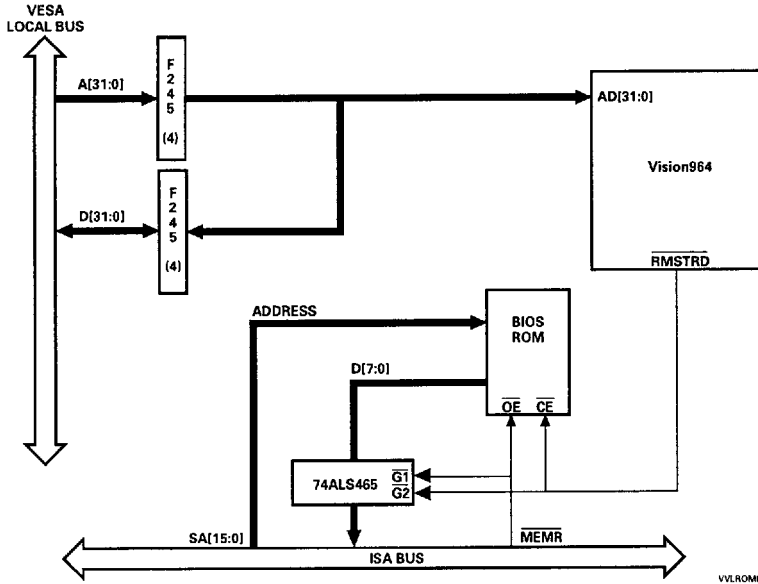 VESA
LOCAL BUS
A[31:0]
F
2
4
5
(4)
AD[31:0]
Vision964
D[31:0]
F
2
4
5
(4)
RMSTRD
ADDRESS
BIOS
ROM
D[7:0]
OE CE
74ALS465
G1
G2
SA[15:0]
MEMR
ISA BUS